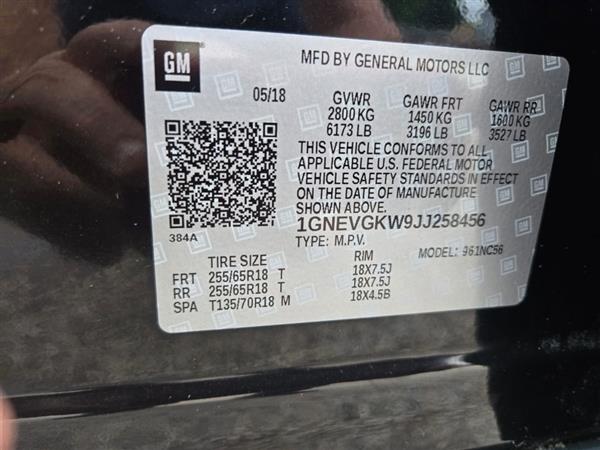 GM
MFD BY GENERAL MOTORS LLC
05/18 GVWR GAWR FRT GAWR RR
2800 KG 1450 KG 1600 KG
6173 LB 3196 LB 3527 LB
THIS VEHICLE CONFORMS TO ALL
APPLICABLE U.S. FEDERAL MOTOR
VEHICLE SAFETY STANDARDS IN EFFECT
ON THE DATE OF MANUFACTURE
SHOWN ABOVE.
384A 1GNEVGKW9JJ258456
TYPE: M.P.V. MODEL: 961NC56
TIRE SIZE RIM
FRT 255/65R18 T 18X7.5J
RR 255/65R18 T 18X7.5J
SPA T135/70R18 M 18X4.5B